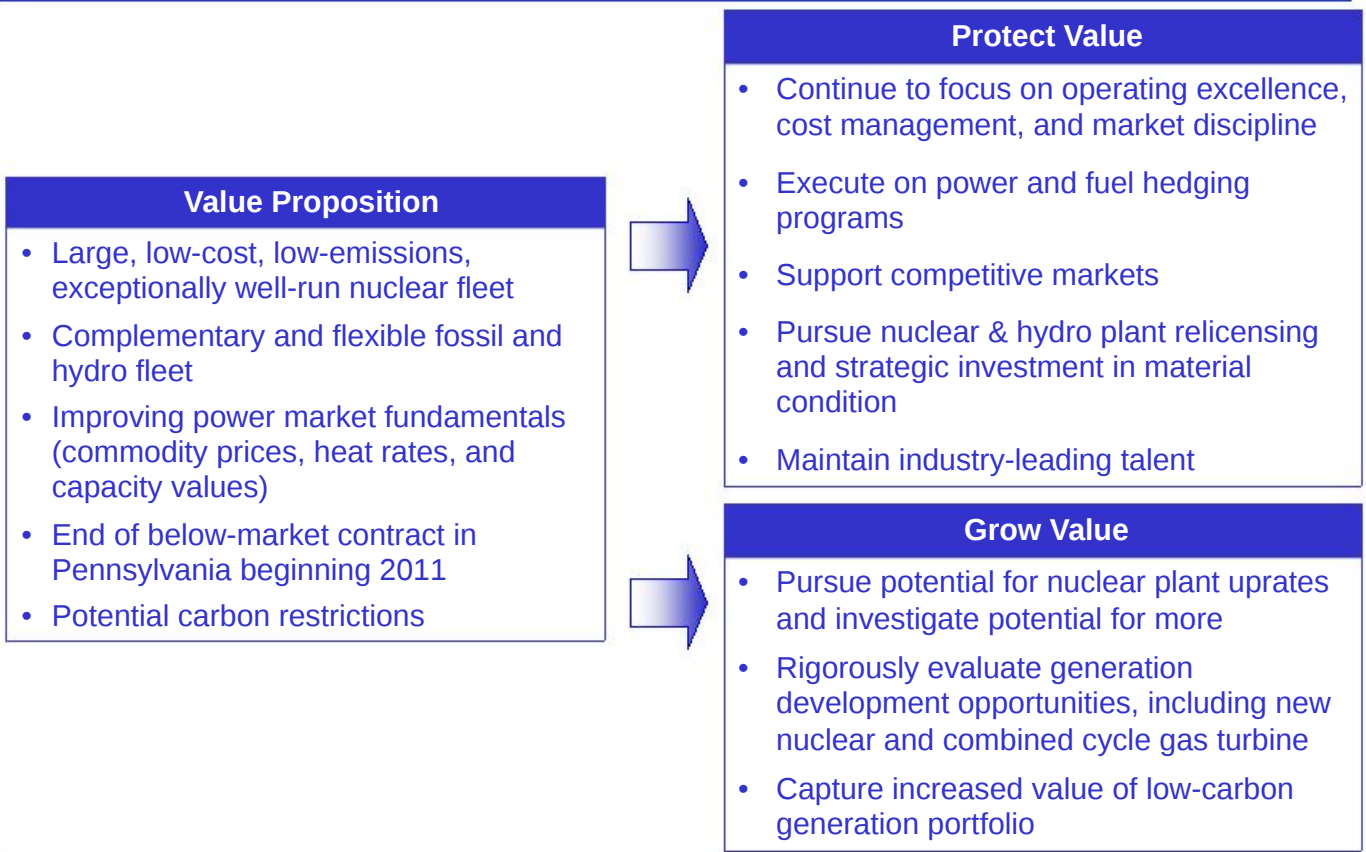 Value Proposition
• Large, low-cost, low-emissions,
exceptionally well-run nuclear fleet
• Complementary and flexible fossil and
hydro fleet
• Improving power market fundamentals
(commodity prices, heat rates, and
capacity values)
• End of below-market contract in
Pennsylvania beginning 2011
• Potential carbon restrictions
Protect Value
• Continue to focus on operating excellence,
cost management, and market discipline
• Execute on power and fuel hedging
programs
• Support competitive markets
• Pursue nuclear & hydro plant relicensing
and strategic investment in material
condition
• Maintain industry-leading talent
Grow Value
• Pursue potential for nuclear plant uprates
and investigate potential for more
• Rigorously evaluate generation
development opportunities, including new
nuclear and combined cycle gas turbine
• Capture increased value of low-carbon
generation portfolio